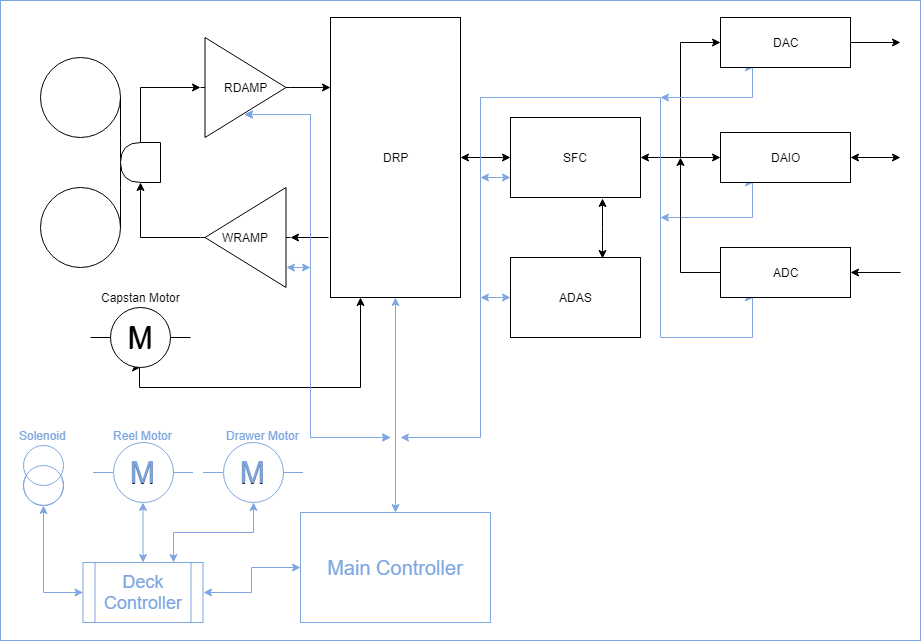 DAC
RDAMP
DRP
SFC
DAIO
WRAMP
ADC
Capstan Motor
ADAS
M
Solenoid
Reel Motor
Drawer Motor
M
M
Main Controller
Deck
Controller